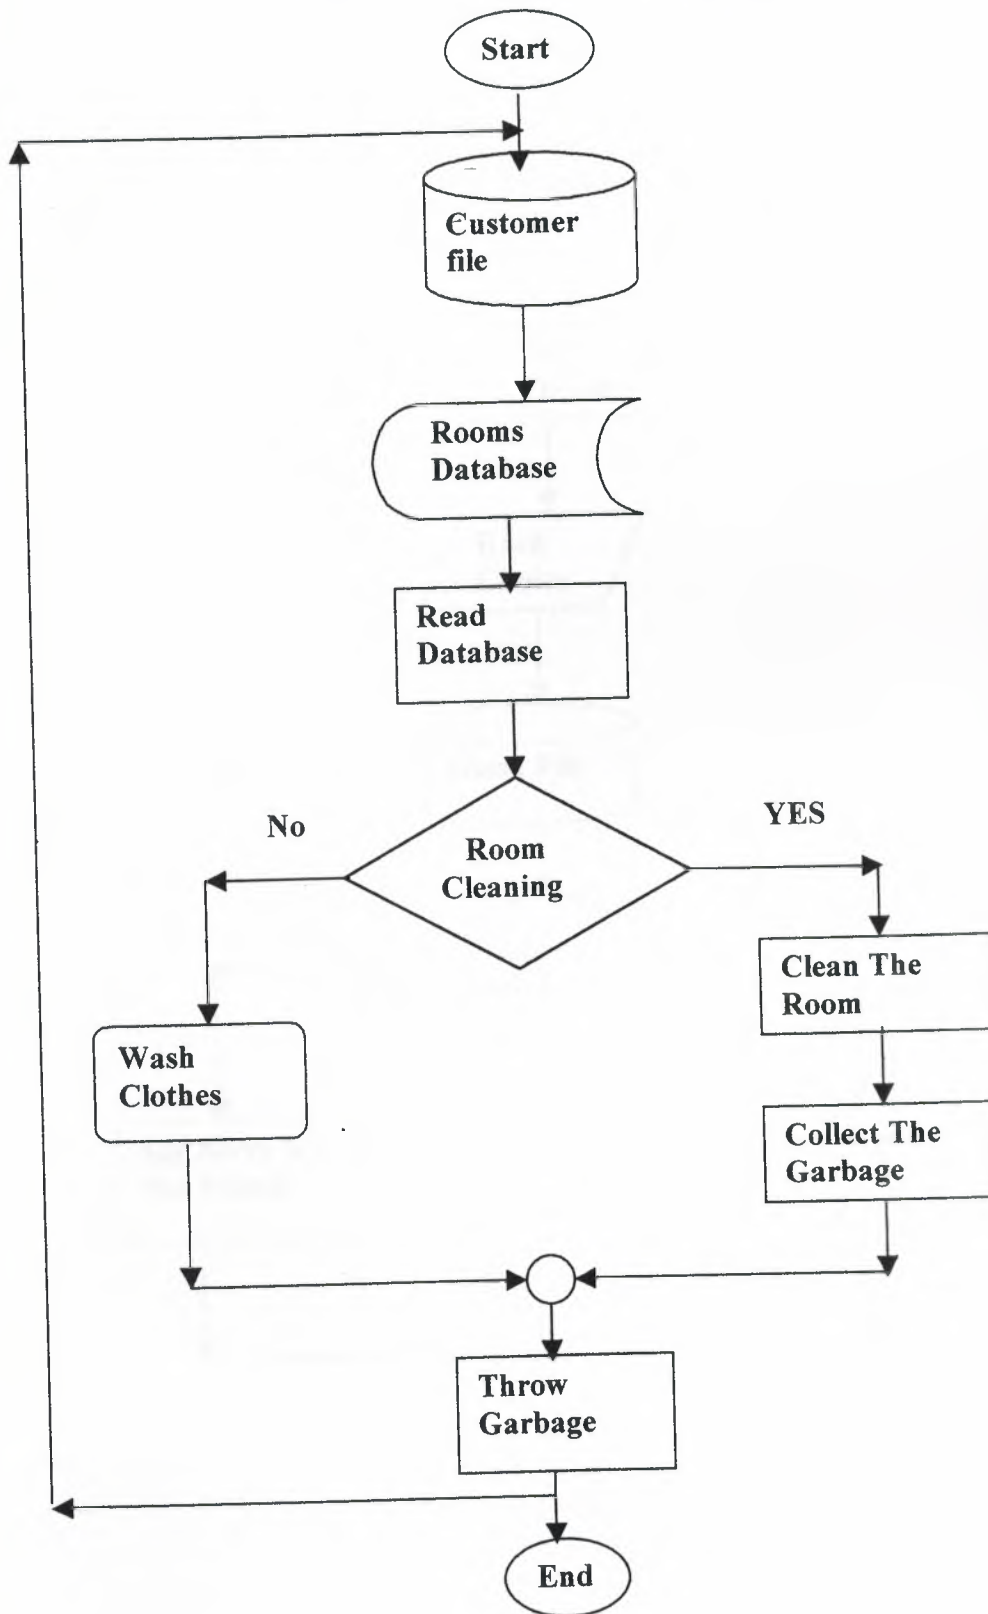 Start
Customer
file
Rooms
Database
Read
Database
No
YES
Room
Cleaning
Clean The
Room
Wash
Clothes
Collect The
Garbage
Throw
Garbage
End